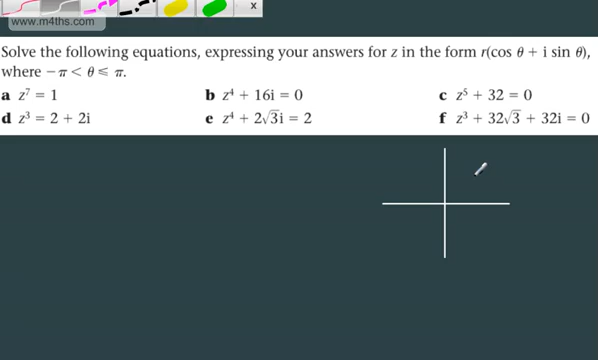 x
www.m4ths.com
Solve the following equations, expressing your answers for z in the form r(cos θ + i sin θ),
where −π < θ ⩽ π.
a z⁷ = 1 b z⁴ + 16i = 0 c z⁵ + 32 = 0
d z³ = 2 + 2i e z⁴ + 2√3i = 2 f z³ + 32√3 + 32i = 0